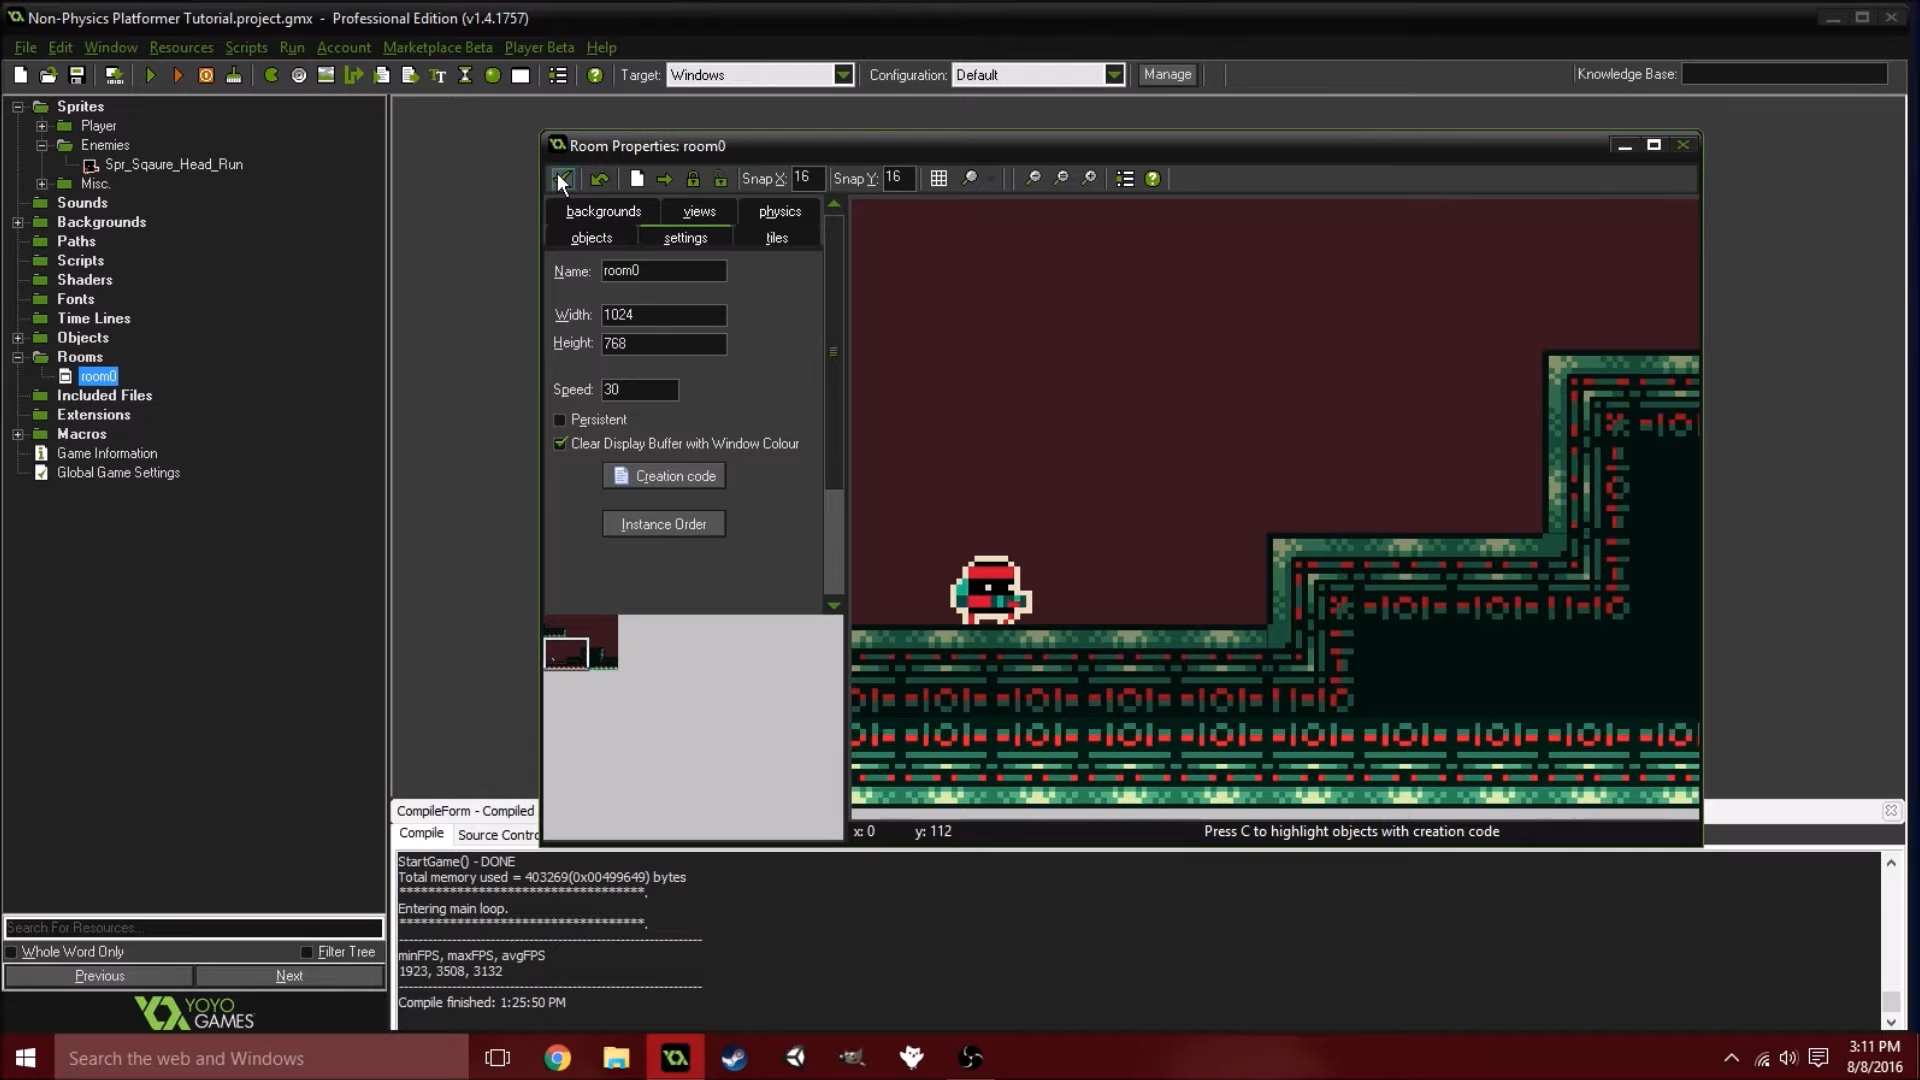 Non-Physics Platformer Tutorial.project.gmx - Professional Edition (v1.4.1757)
File Edit Window Resources Scripts Run Account Marketplace Beta Player Beta Help
Target: Windows Configuration: Default Manage Knowledge Base:
Sprites
Player
Enemies
Spr_Sqaure_Head_Run
Misc.
Sounds
Backgrounds
Paths
Scripts
Shaders
Fonts
Time Lines
Objects
Rooms
room0
Included Files
Extensions
Macros
Game Information
Global Game Settings
Search For Resources...
Whole Word Only Filter Tree
Previous Next
YOYO
GAMES
Room Properties: room0
Snap X: 16 Snap Y: 16
backgrounds views physics
objects settings tiles
Name: room0
Width: 1024
Height: 768
Speed: 30
Persistent
Clear Display Buffer with Window Colour
Creation code
Instance Order
x: 0 y: 112 Press C to highlight objects with creation code
CompileForm - Compiled
Compile Source Contro
StartGame() - DONE
Total memory used = 403269(0x00499649) bytes
**********************************.
Entering main loop.
**********************************.
minFPS, maxFPS, avgFPS
1923, 3508, 3132
Compile finished: 1:25:50 PM
Search the web and Windows
3:11 PM
8/8/2016